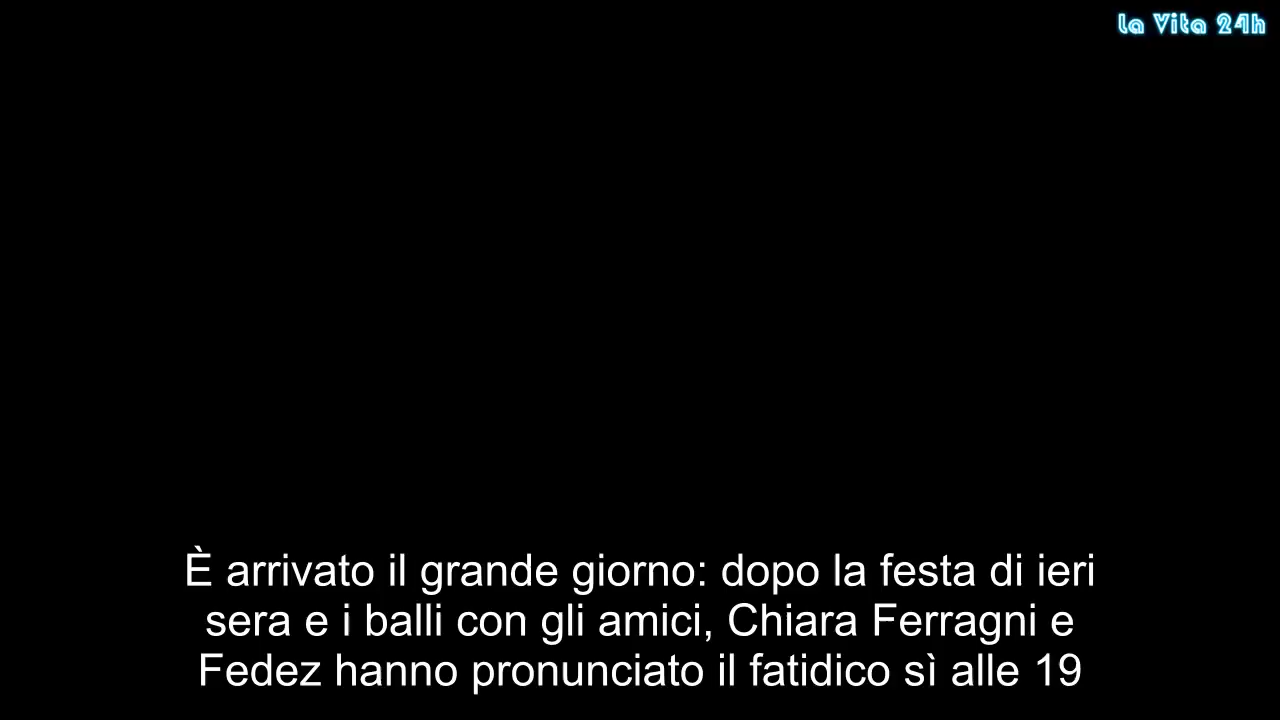 la Vita 24h
È arrivato il grande giorno: dopo la festa di ieri
sera e i balli con gli amici, Chiara Ferragni e
Fedez hanno pronunciato il fatidico sì alle 19